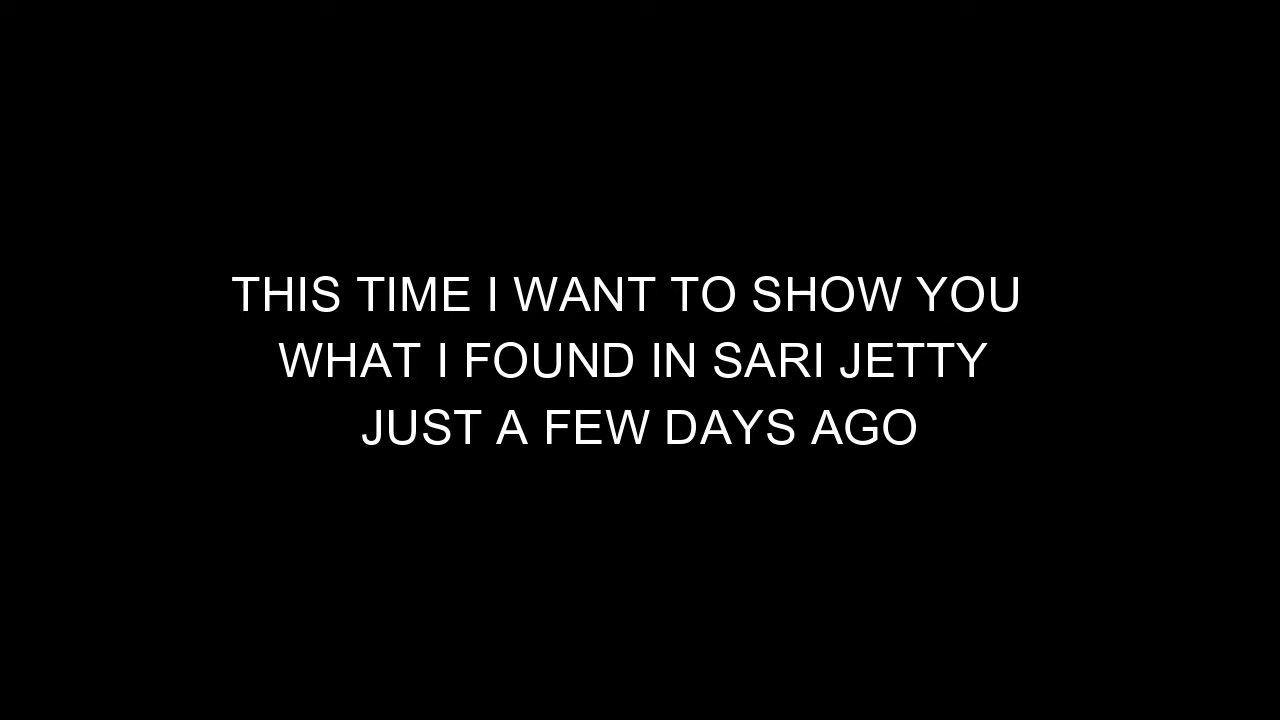 THIS TIME I WANT TO SHOW YOU
WHAT I FOUND IN SARI JETTY
JUST A FEW DAYS AGO